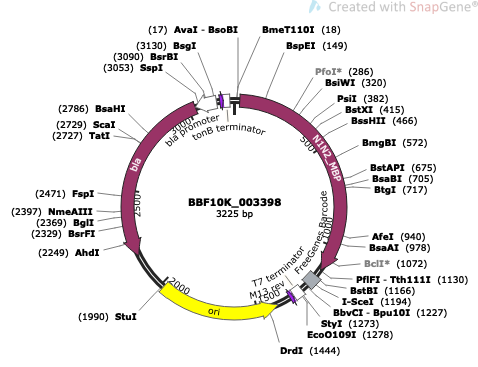 Created with SnapGene®
(17) AvaI - BsoBI
BmeT110I (18)
(3130) BsgI
BspEI (149)
(3090) BsrBI
(3053) SspI
PfoI* (286)
BsiWI (320)
PsiI (382)
BstXI (415)
BssHII (466)
BmgBI (572)
BstAPI (675)
BsaBI (705)
BtgI (717)
AfeI (940)
BsaAI (978)
BclI* (1072)
PflFI - Tth111I (1130)
BstBI (1166)
I-SceI (1194)
BbvCI - Bpu10I (1227)
StyI (1273)
EcoO109I (1278)
DrdI (1444)
(1990) StuI
(2249) AhdI
(2329) BsrFI
(2369) BglI
(2397) NmeAIII
(2471) FspI
(2727) TatI
(2729) ScaI
(2786) BsaHI
bla promoter
tonB terminator
N1N2_MBP
FreeGenes Barcode
T7 terminator
M13 rev
ori
bla
500
1000
1500
2000
2500
3000
BBF10K_003398
3225 bp